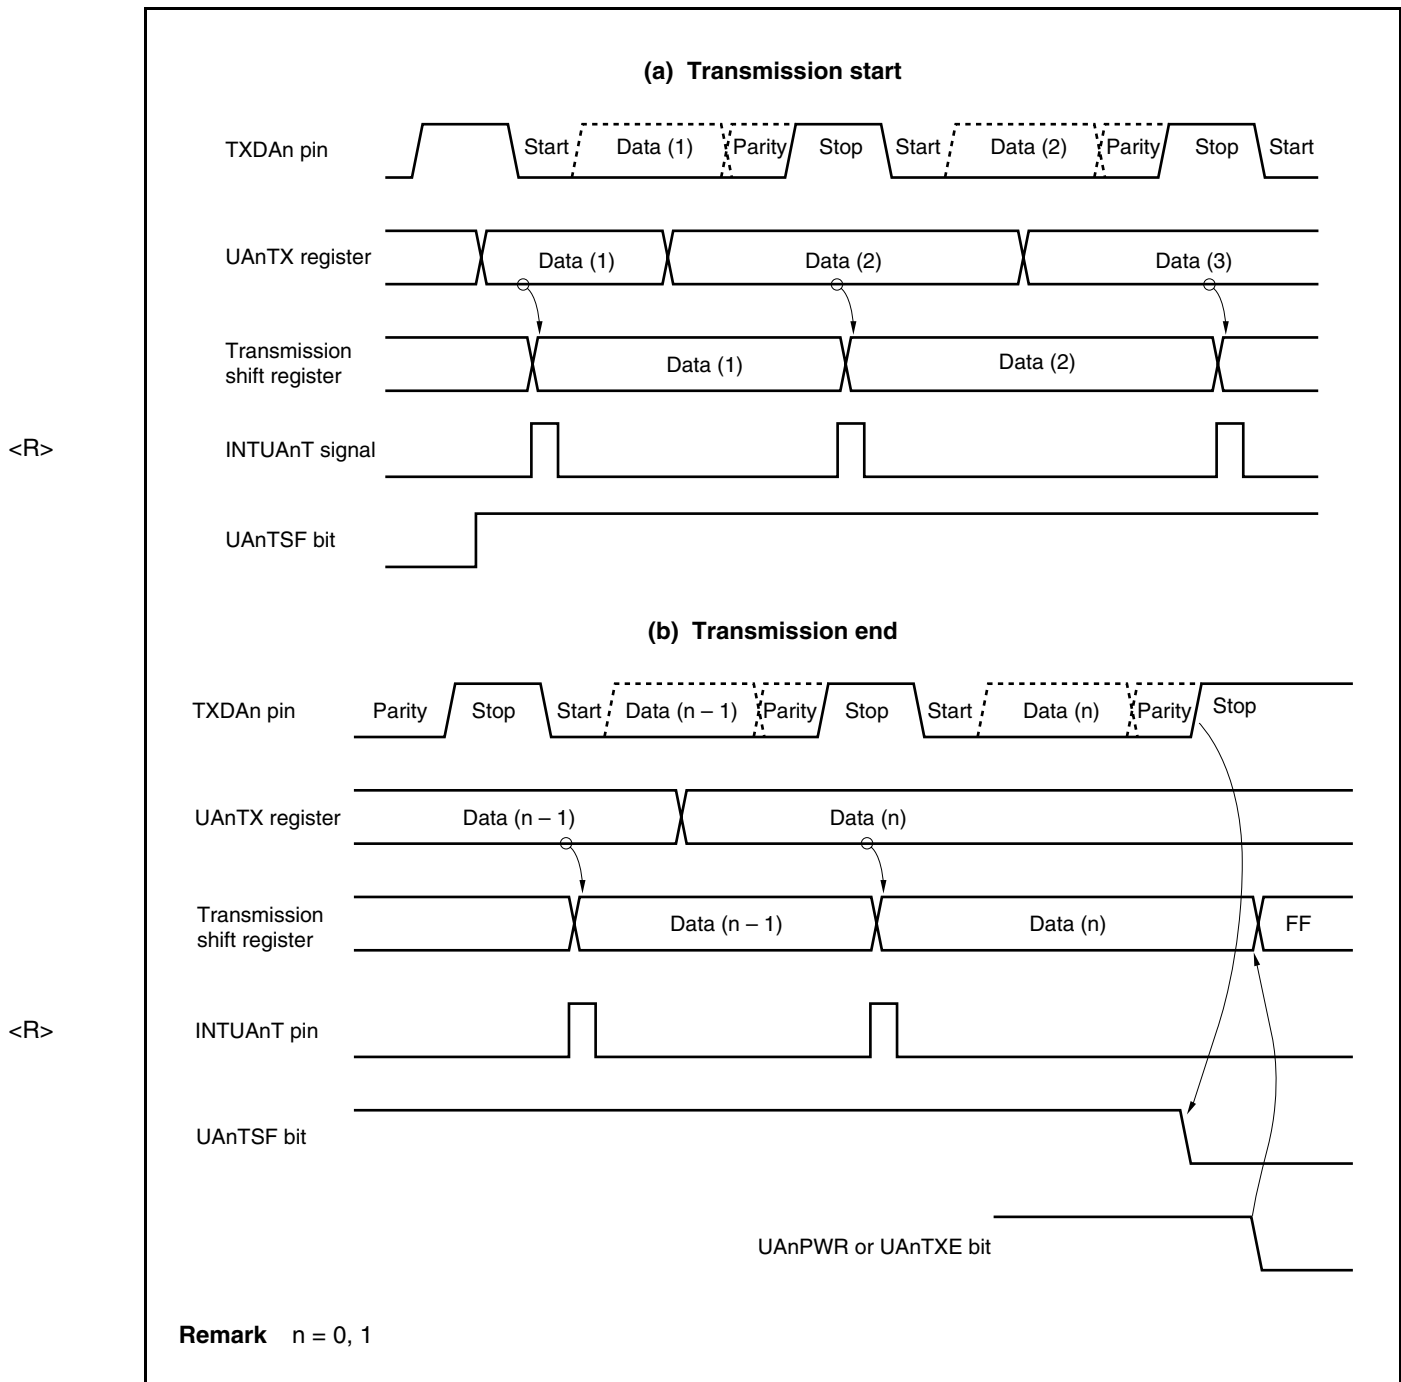 (a) Transmission start
TXDAn pin
Start Data (1) Parity Stop Start Data (2) Parity Stop Start
UAnTX register
Data (1) Data (2) Data (3)
Transmission
shift register
Data (1) Data (2)
<R>
INTUAnT signal
UAnTSF bit
(b) Transmission end
TXDAn pin
Parity Stop Start Data (n – 1) Parity Stop Start Data (n) Parity Stop
UAnTX register
Data (n – 1) Data (n)
Transmission
shift register
Data (n – 1) Data (n) FF
<R>
INTUAnT pin
UAnTSF bit
UAnPWR or UAnTXE bit
Remark n = 0, 1